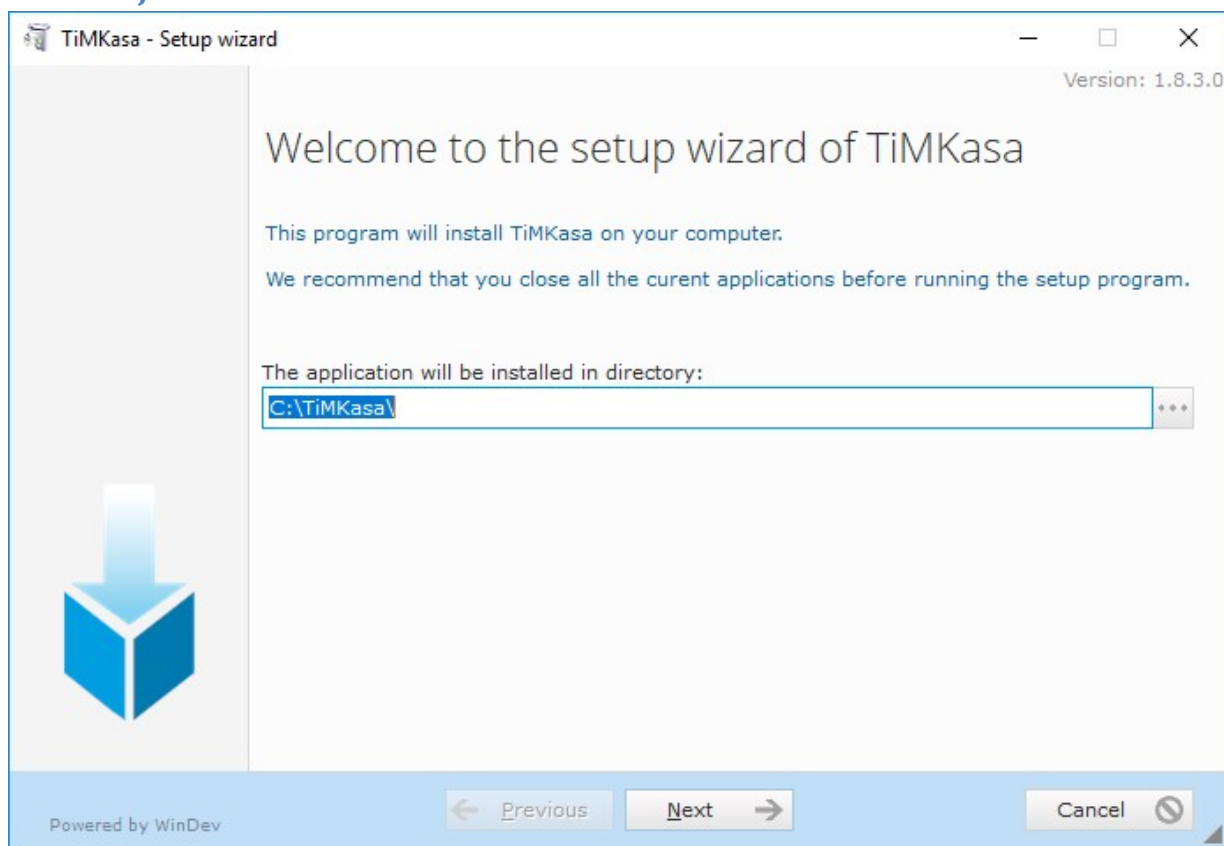 TiMKasa - Setup wizard
Version: 1.8.3.0
Welcome to the setup wizard of TiMKasa
This program will install TiMKasa on your computer.
We recommend that you close all the curent applications before running the setup program.
The application will be installed in directory:
C:\TiMKasa\
Previous
Next
Cancel
Powered by WinDev